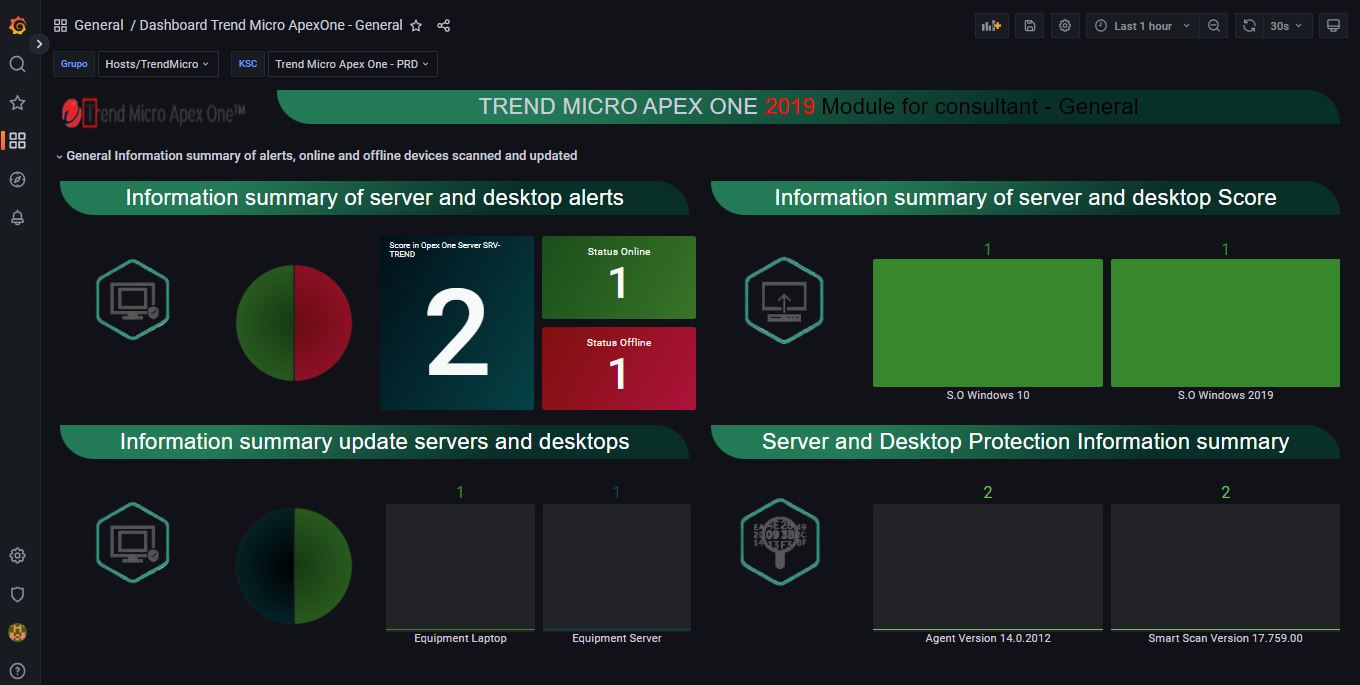 General / Dashboard Trend Micro ApexOne - General
Last 1 hour
30s
Grupo
Hosts/TrendMicro
KSC
Trend Micro Apex One - PRD
Trend Micro Apex One™
TREND MICRO APEX ONE 2019 Module for consultant - General
General Information summary of alerts, online and offline devices scanned and updated
Information summary of server and desktop alerts
Score in Opex One Server SRV-
TREND
2
Status Online
1
Status Offline
1
Information summary of server and desktop Score
1
S.O Windows 10
1
S.O Windows 2019
Information summary update servers and desktops
1
Equipment Laptop
1
Equipment Server
Server and Desktop Protection Information summary
2
Agent Version 14.0.2012
2
Smart Scan Version 17.759.00